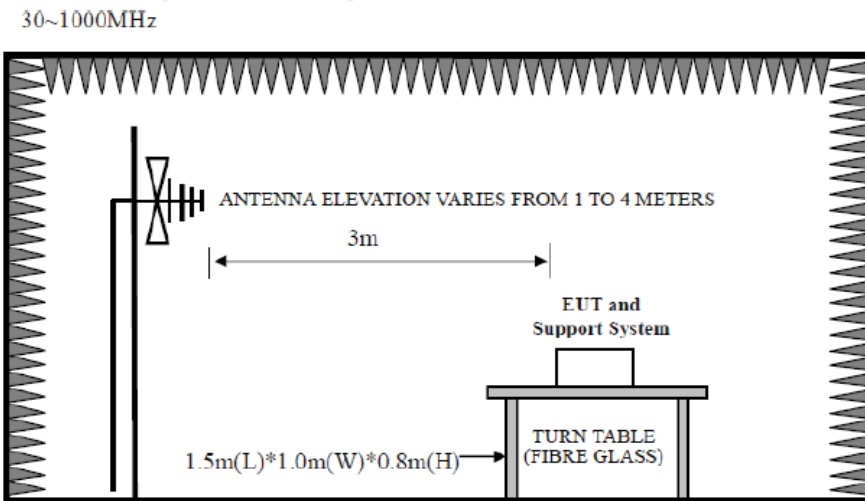 30~1000MHz
ANTENNA ELEVATION VARIES FROM 1 TO 4 METERS
3m
EUT and
Support System
TURN TABLE
1.5m(L)*1.0m(W)*0.8m(H)
(FIBRE GLASS)